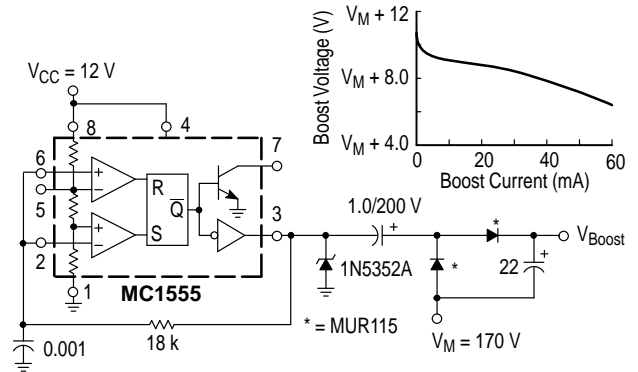 V_CC = 12 V
8
4
6
5
2
1
7
3
+
–
+
–
R
Q̅
S
MC1555
0.001
18 k
1N5352A
1.0/200 V
+
*
*
* = MUR115
22
+
V_Boost
V_M = 170 V
Boost Voltage (V)
V_M + 12
V_M + 8.0
V_M + 4.0
0
20
40
60
Boost Current (mA)